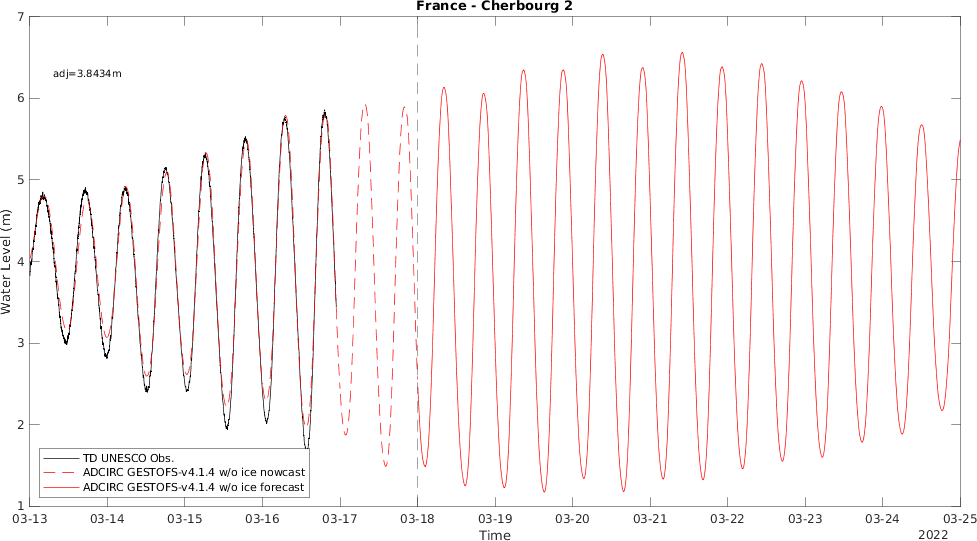 France - Cherbourg 2
7
6
5
4
3
2
1
Water Level (m)
adj=3.8434m
TD UNESCO Obs.
ADCIRC GESTOFS-v4.1.4 w/o ice nowcast
ADCIRC GESTOFS-v4.1.4 w/o ice forecast
03-13 03-14 03-15 03-16 03-17 03-18 03-19 03-20 03-21 03-22 03-23 03-24 03-25
Time
2022